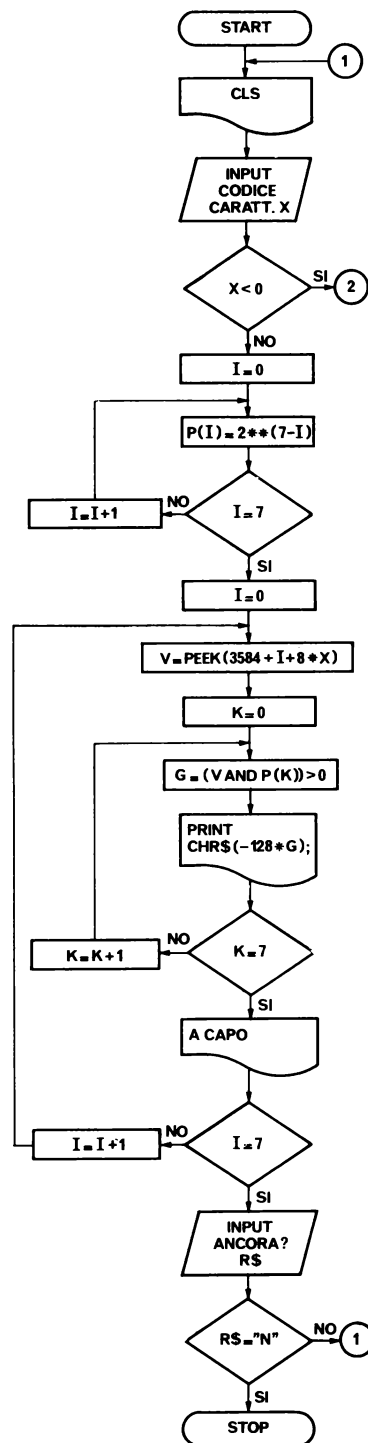 START
1
CLS
INPUT
CODICE
CARATT. X
X<0
SI
2
NO
I=0
P(I)=2**(7-I)
I=I+1
NO
I=7
SI
I=0
V=PEEK(3584+I+8*X)
K=0
G=(V AND P(K))>0
PRINT
CHR$(-128*G);
K=K+1
NO
K=7
SI
A CAPO
I=I+1
NO
I=7
SI
INPUT
ANCORA?
R$
R$="N"
NO
1
SI
STOP